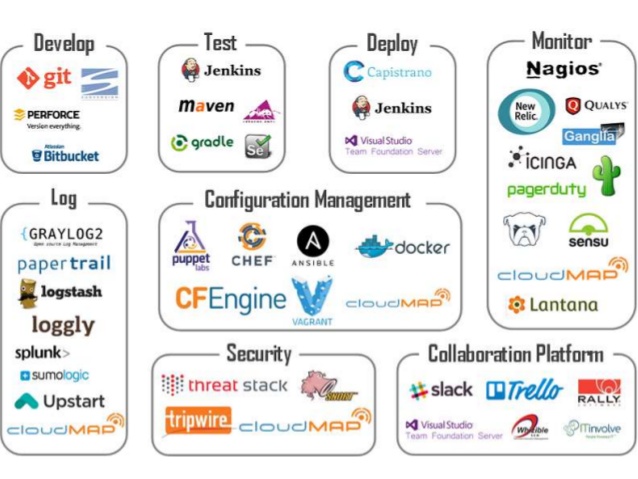 Develop
git
SUBVERSION
PERFORCE
Version everything.
Atlassian
Bitbucket
Test
Jenkins
maven
gradle
Se
Deploy
Capistrano
Jenkins
Visual Studio
Team Foundation Server
Monitor
Nagios
New
Relic.
QUALYS
Ganglia
ICINGA
pagerduty
sensu
cloudMAP
Lantana
Log
{GRAYLOG2
Open source Log Management
papertrail
logstash
loggly
splunk>
sumologic
Upstart
cloudMAP
Configuration Management
puppet
labs
CHEF
ANSIBLE
docker
CFEngine
VAGRANT
cloudMAP
Security
threat stack
SNORT
tripwire
cloudMAP
Collaboration Platform
slack
Trello
RALLY
SOFTWARE
Visual Studio
Team Foundation Server
ITinvolve